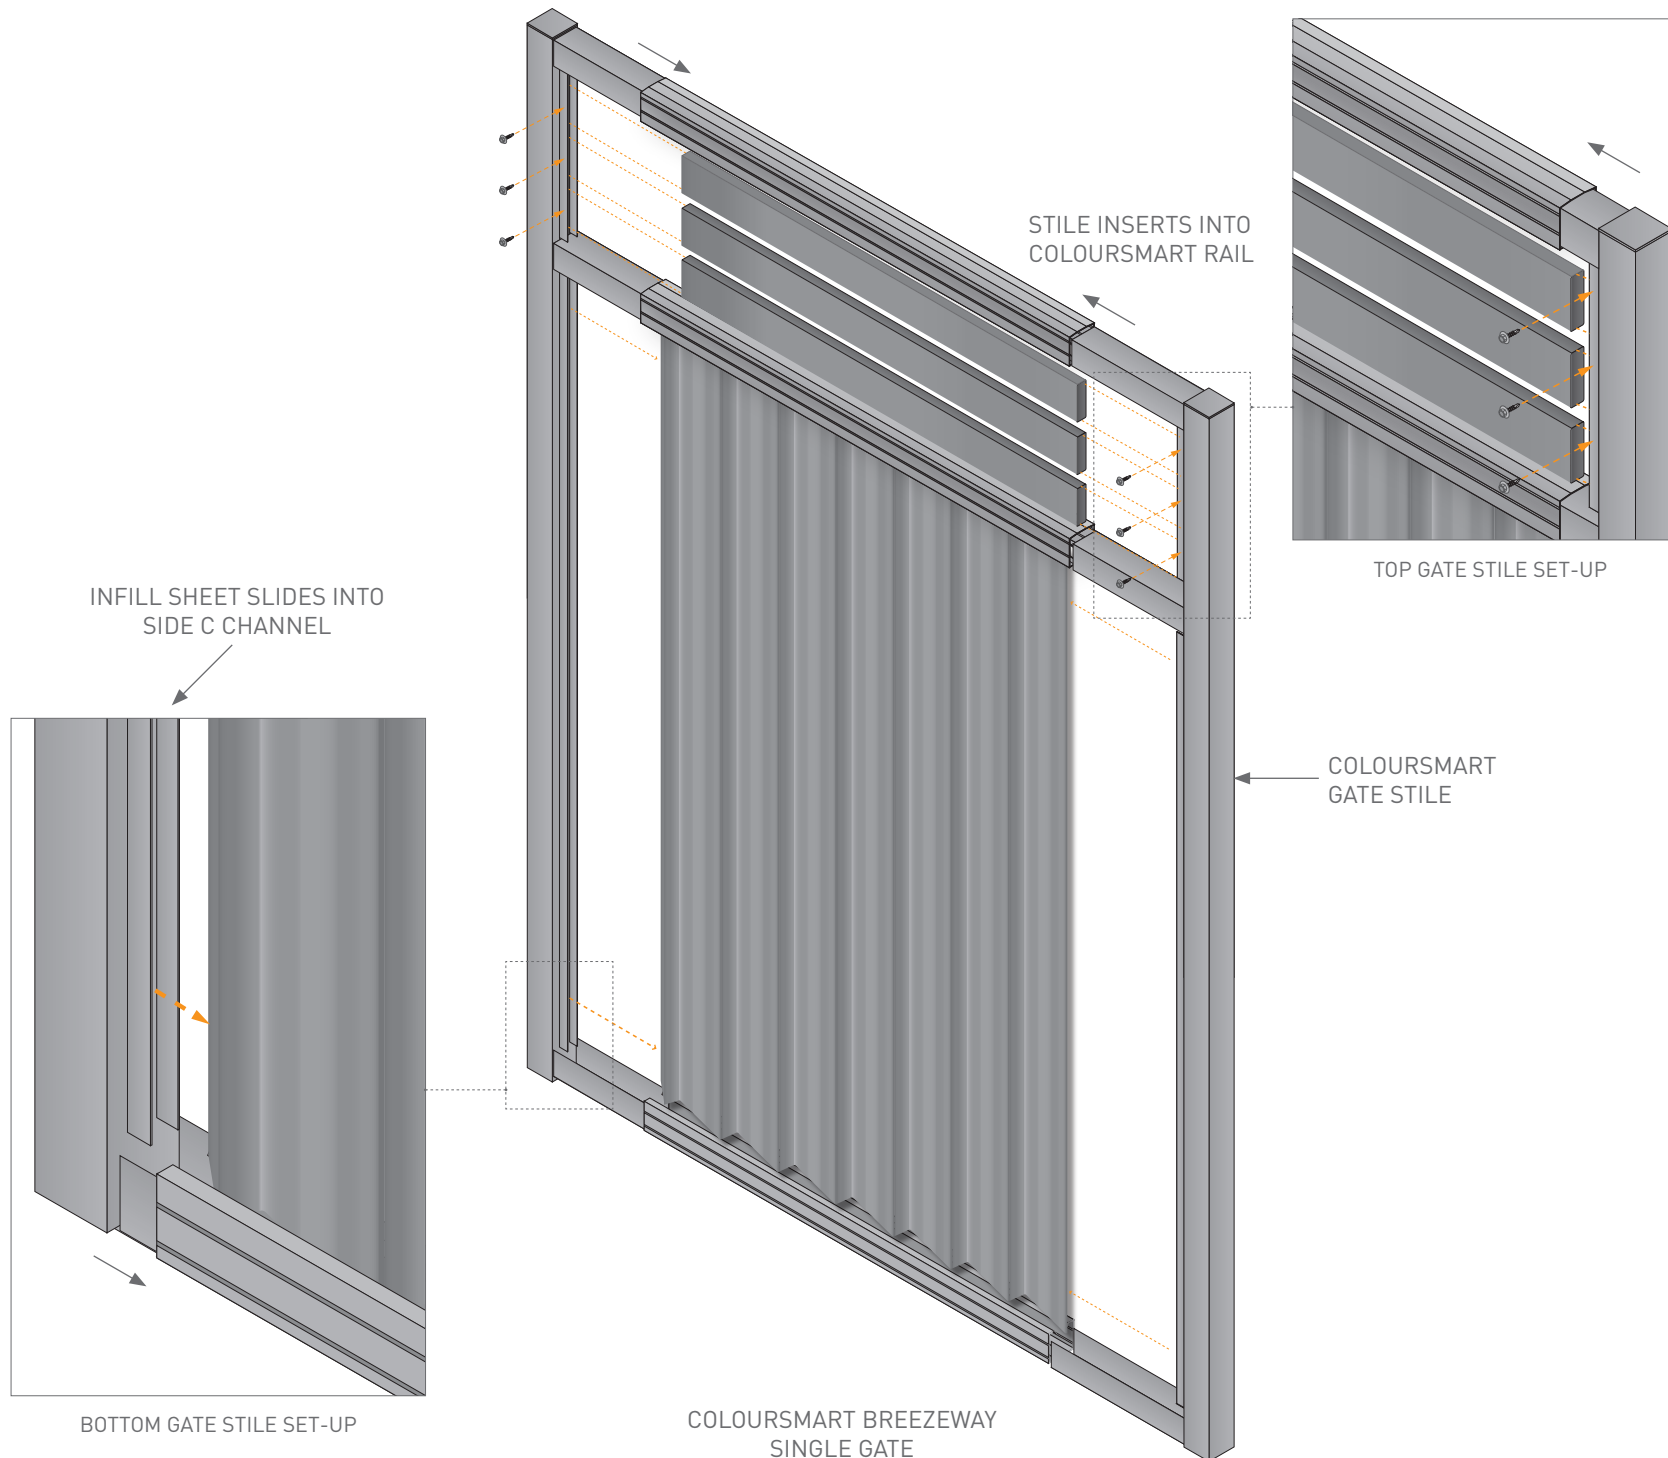 STILE INSERTS INTO
COLOURSMART RAIL
TOP GATE STILE SET-UP
INFILL SHEET SLIDES INTO
SIDE C CHANNEL
COLOURSMART
GATE STILE
BOTTOM GATE STILE SET-UP
COLOURSMART BREEZEWAY
SINGLE GATE